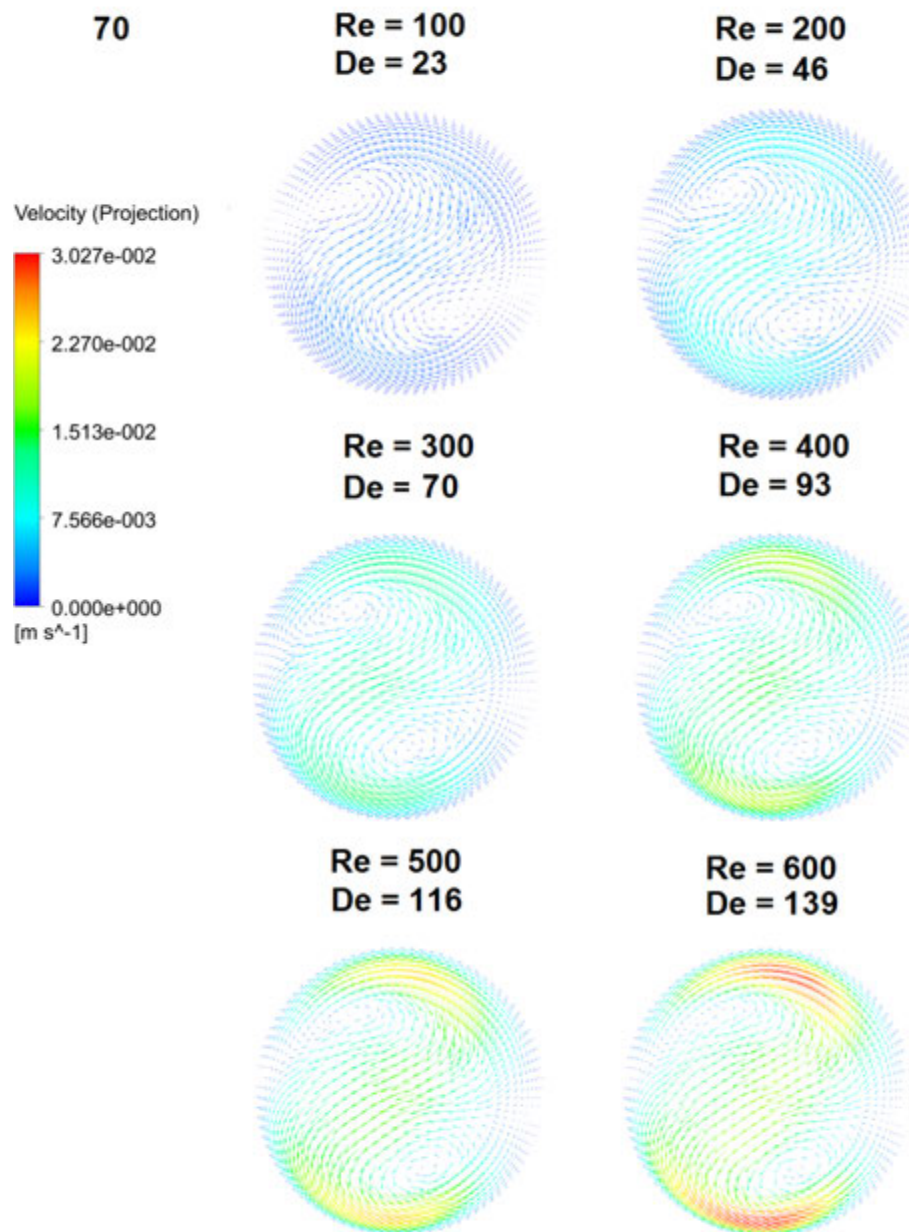 70
Re = 100
De = 23
Re = 200
De = 46
Velocity (Projection)
3.027e-002
2.270e-002
1.513e-002
7.566e-003
0.000e+000
[m s^-1]
Re = 300
De = 70
Re = 400
De = 93
Re = 500
De = 116
Re = 600
De = 139